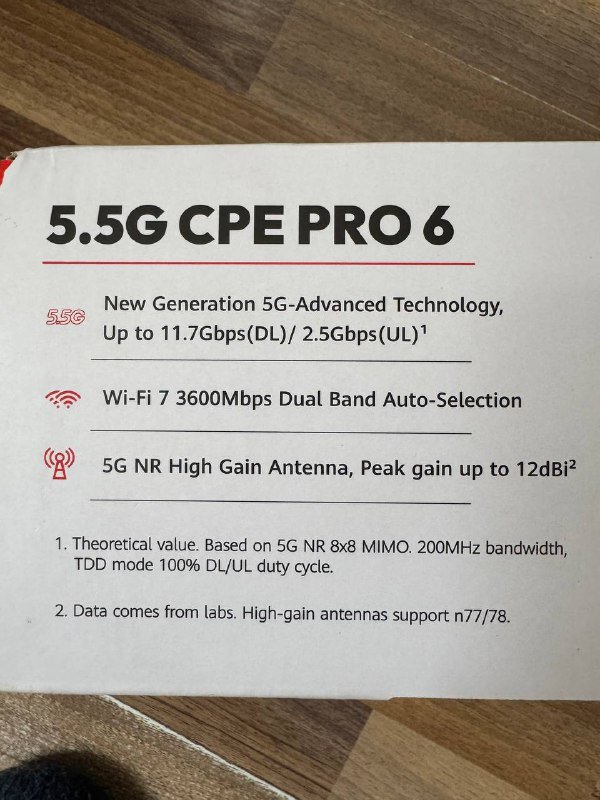 5.5G CPE PRO 6
5.5G
New Generation 5G-Advanced Technology,
Up to 11.7Gbps(DL)/ 2.5Gbps(UL)¹
Wi-Fi 7 3600Mbps Dual Band Auto-Selection
5G NR High Gain Antenna, Peak gain up to 12dBi²
1. Theoretical value. Based on 5G NR 8x8 MIMO. 200MHz bandwidth,
TDD mode 100% DL/UL duty cycle.
2. Data comes from labs. High-gain antennas support n77/78.